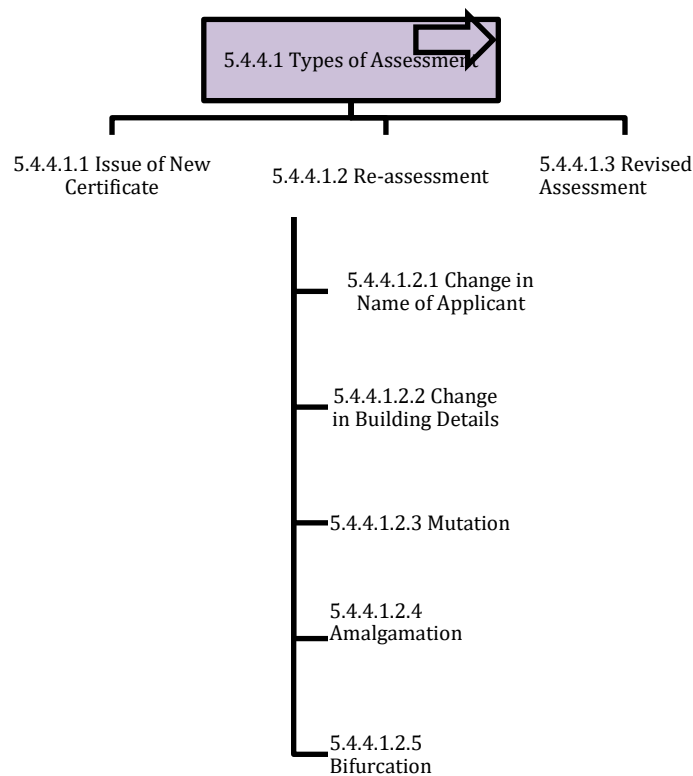 5.4.4.1 Types of Assessment
5.4.4.1.1 Issue of New
Certificate
5.4.4.1.2 Re-assessment
5.4.4.1.3 Revised
Assessment
5.4.4.1.2.1 Change in
Name of Applicant
5.4.4.1.2.2 Change
in Building Details
5.4.4.1.2.3 Mutation
5.4.4.1.2.4
Amalgamation
5.4.4.1.2.5
Bifurcation